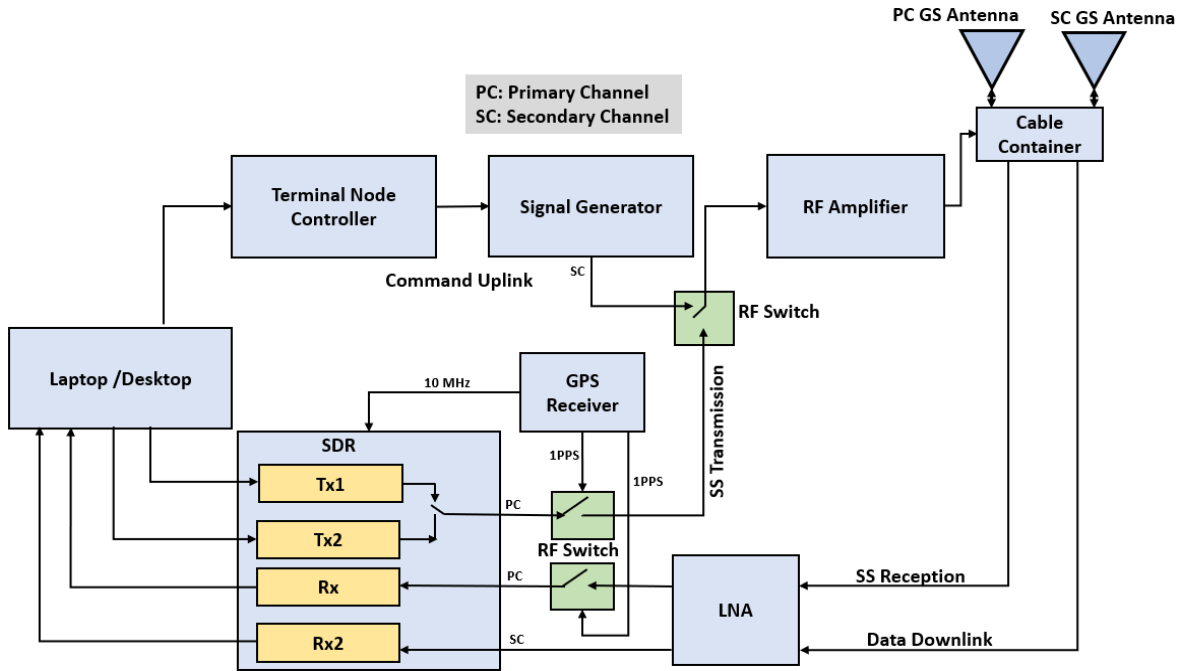 PC GS Antenna
SC GS Antenna
PC: Primary Channel
SC: Secondary Channel
Cable
Container
Terminal Node
Controller
Signal Generator
RF Amplifier
SC
Command Uplink
RF Switch
Laptop /Desktop
10 MHz
GPS
Receiver
SS Transmission
SDR
1PPS
1PPS
Tx1
PC
Tx2
RF Switch
Rx
PC
LNA
SS Reception
Rx2
SC
Data Downlink